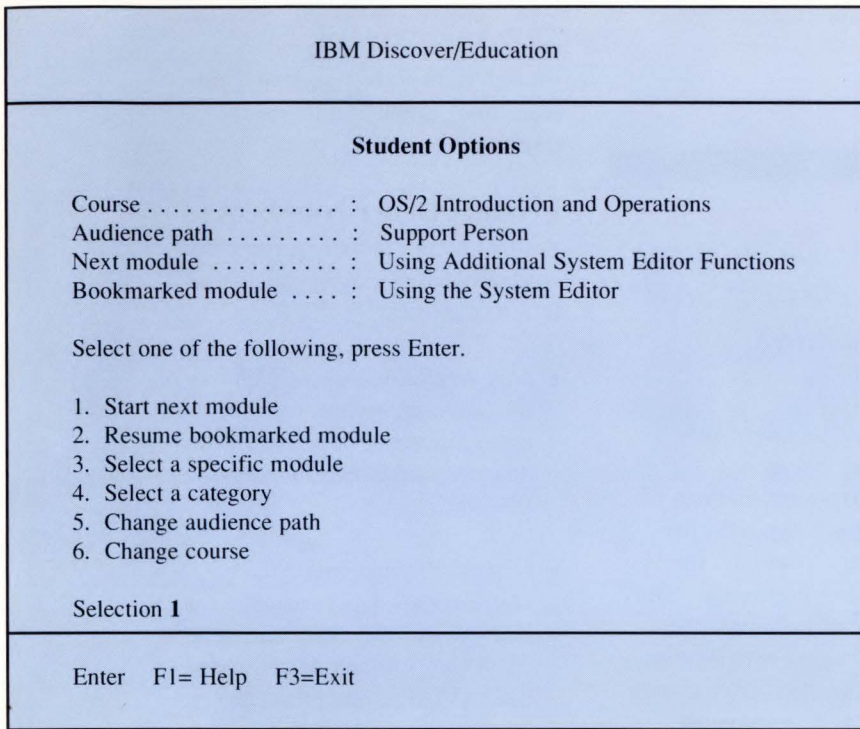 IBM Discover/Education
Student Options
Course . . . . . . . . . . . . . . . : OS/2 Introduction and Operations
Audience path . . . . . . . . . : Support Person
Next module . . . . . . . . . . : Using Additional System Editor Functions
Bookmarked module . . . . : Using the System Editor
Select one of the following, press Enter.
1. Start next module
2. Resume bookmarked module
3. Select a specific module
4. Select a category
5. Change audience path
6. Change course
Selection 1
Enter F1= Help F3=Exit